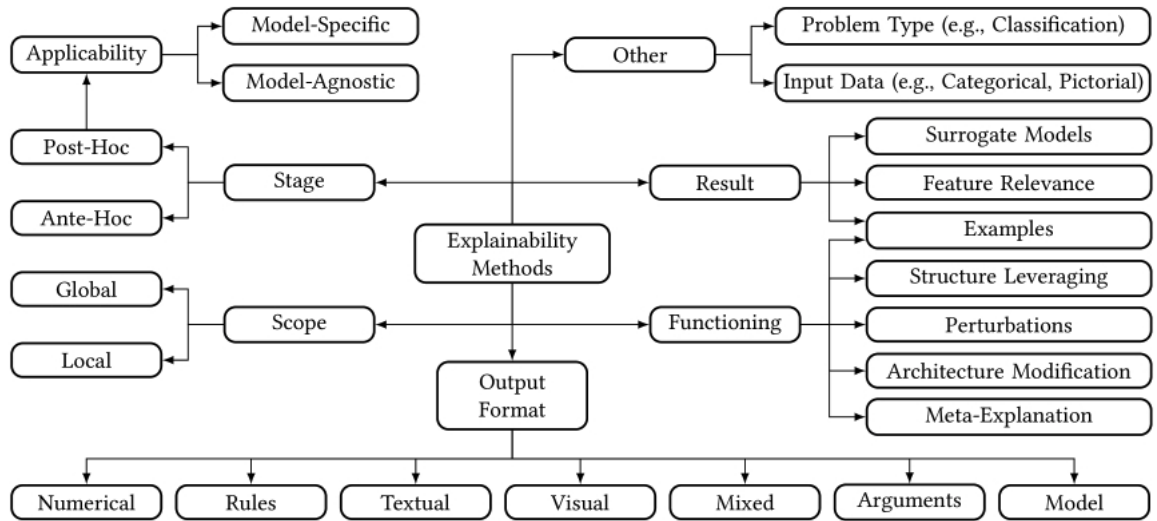 Model-Specific
Problem Type (e.g., Classification)
Applicability
Other
Model-Agnostic
Input Data (e.g., Categorical, Pictorial)
Post-Hoc
Surrogate Models
Stage
Result
Feature Relevance
Ante-Hoc
Examples
Explainability
Methods
Global
Structure Leveraging
Scope
Functioning
Perturbations
Local
Architecture Modification
Output
Format
Meta-Explanation
Numerical
Rules
Textual
Visual
Mixed
Arguments
Model